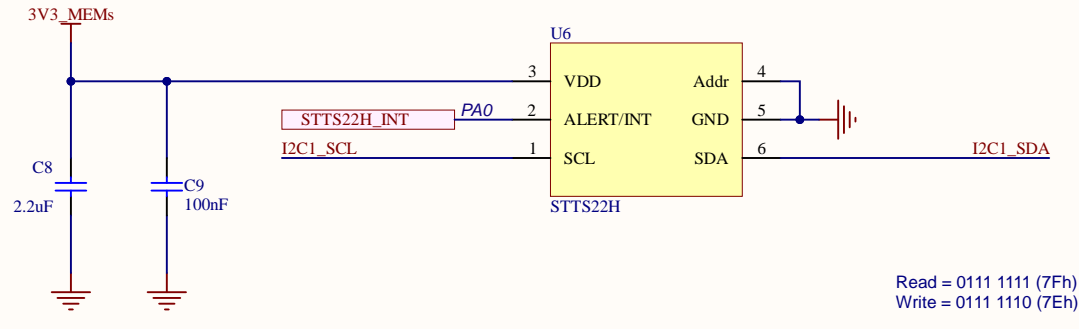 3V3_MEMs
U6
3
VDD
Addr
4
STTS22H_INT
PA0
2
ALERT/INT
GND
5
I2C1_SCL
1
SCL
SDA
6
I2C1_SDA
C8
2.2uF
C9
100nF
STTS22H
Read = 0111 1111 (7Fh)
Write = 0111 1110 (7Eh)